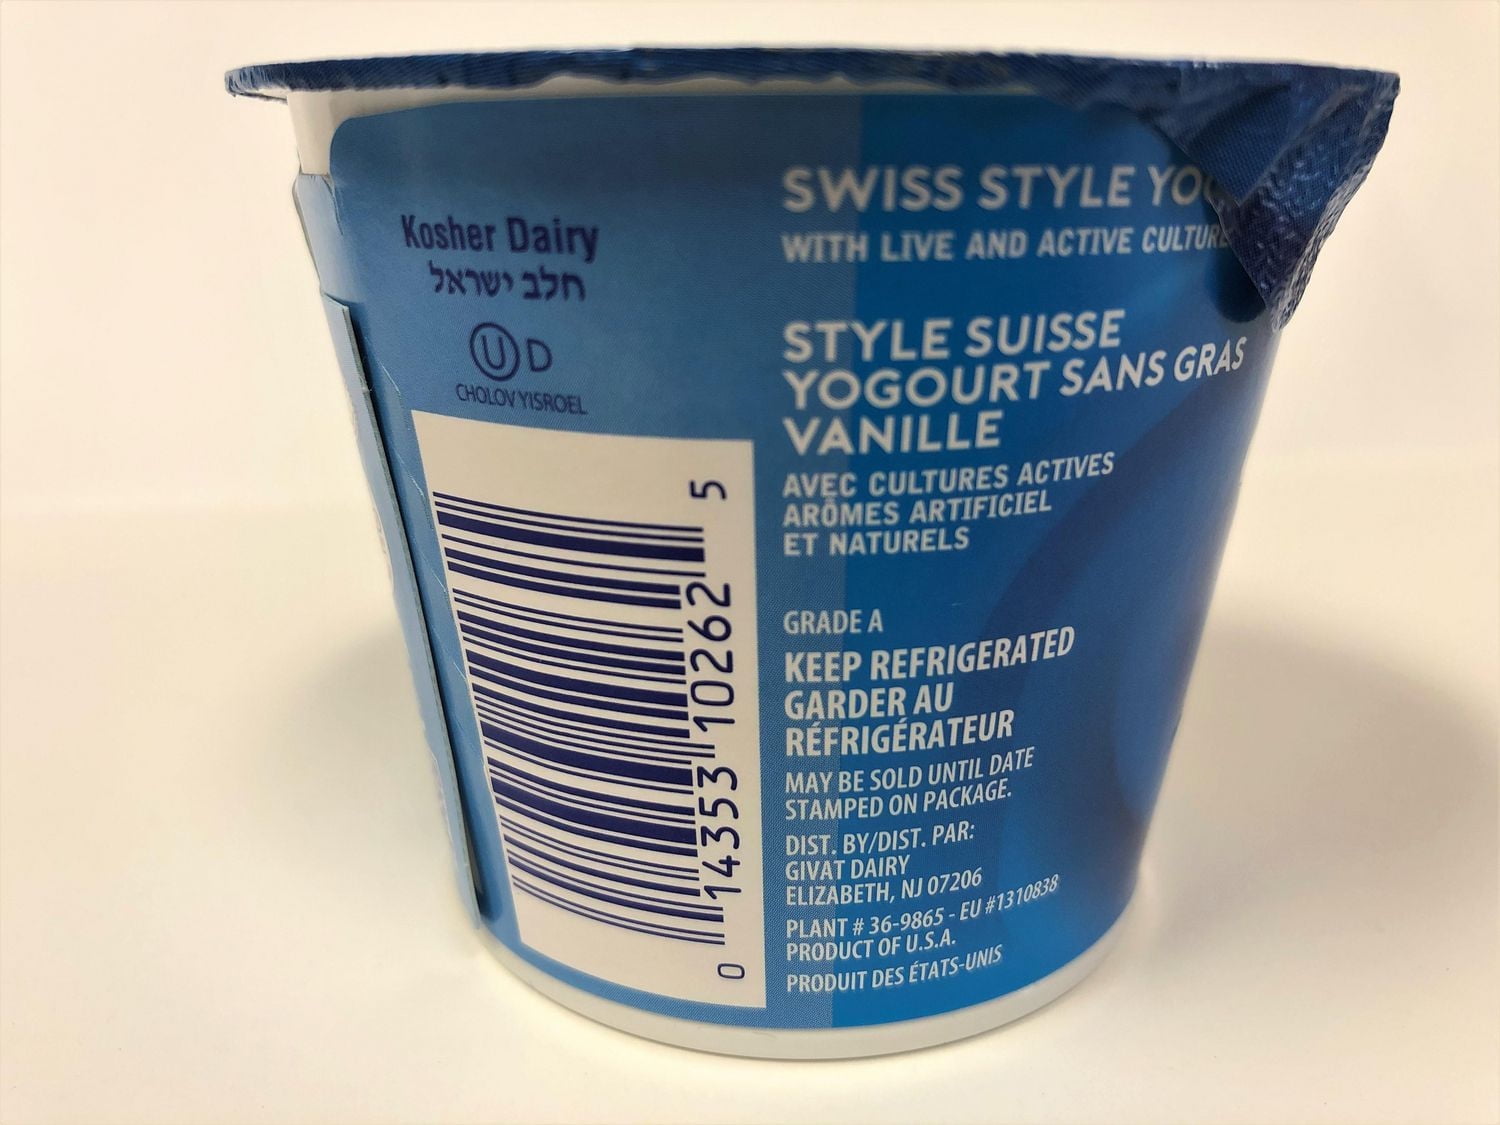 Kosher Dairy
חלב ישראל
U D
CHOLOV YISROEL
0 14353 10262 5
SWISS STYLE
WITH LIVE AND ACTIVE
STYLE SUISSE
YOGOURT SANS GRAS
VANILLE
AVEC CULTURES ACTIVES
ARÔMES ARTIFICIEL
ET NATURELS
GRADE A
KEEP REFRIGERATED
GARDER AU
RÉFRIGÉRATEUR
MAY BE SOLD UNTIL DATE
STAMPED ON PACKAGE.
DIST. BY/DIST. PAR:
GIVAT DAIRY
ELIZABETH, NJ 07206
PLANT # 36-9865 - EU #1310838
PRODUCT OF U.S.A.
PRODUIT DES ÉTATS-UNIS